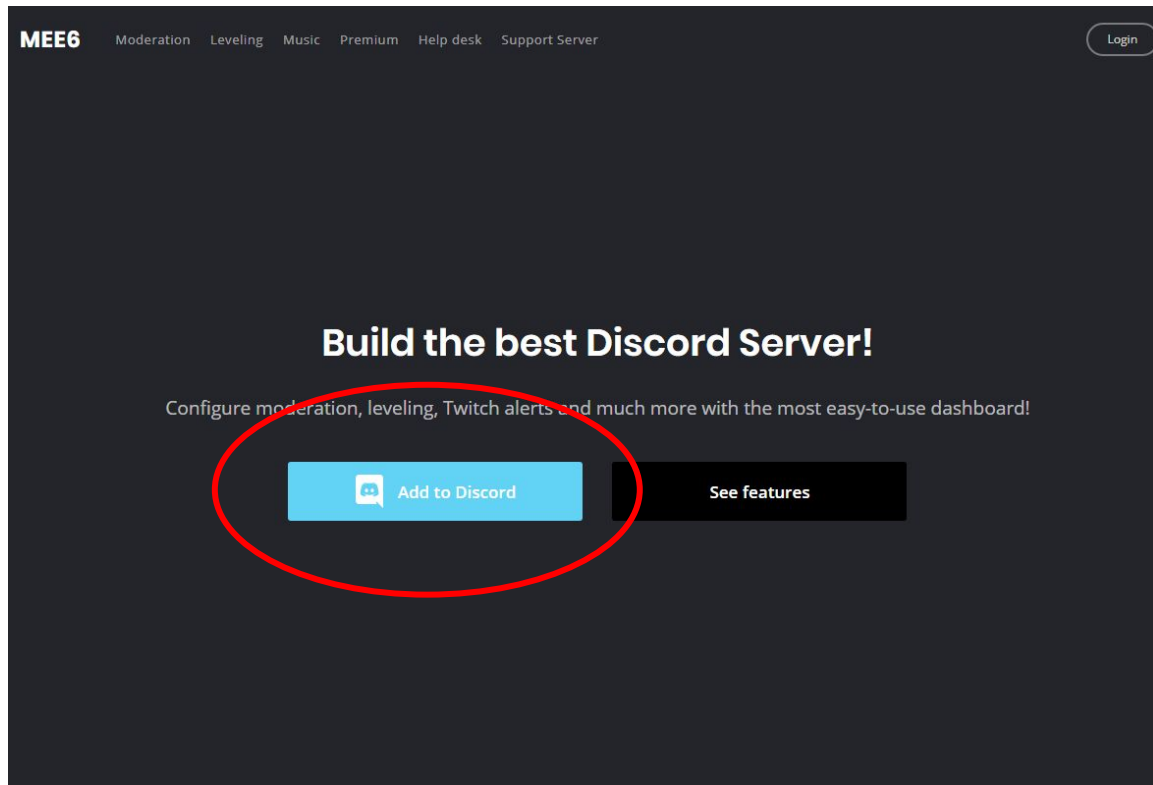 MEE6 Moderation Leveling Music Premium Help desk Support Server Login
Build the best Discord Server!
Configure moderation, leveling, Twitch alerts and much more with the most easy-to-use dashboard!
Add to Discord See features